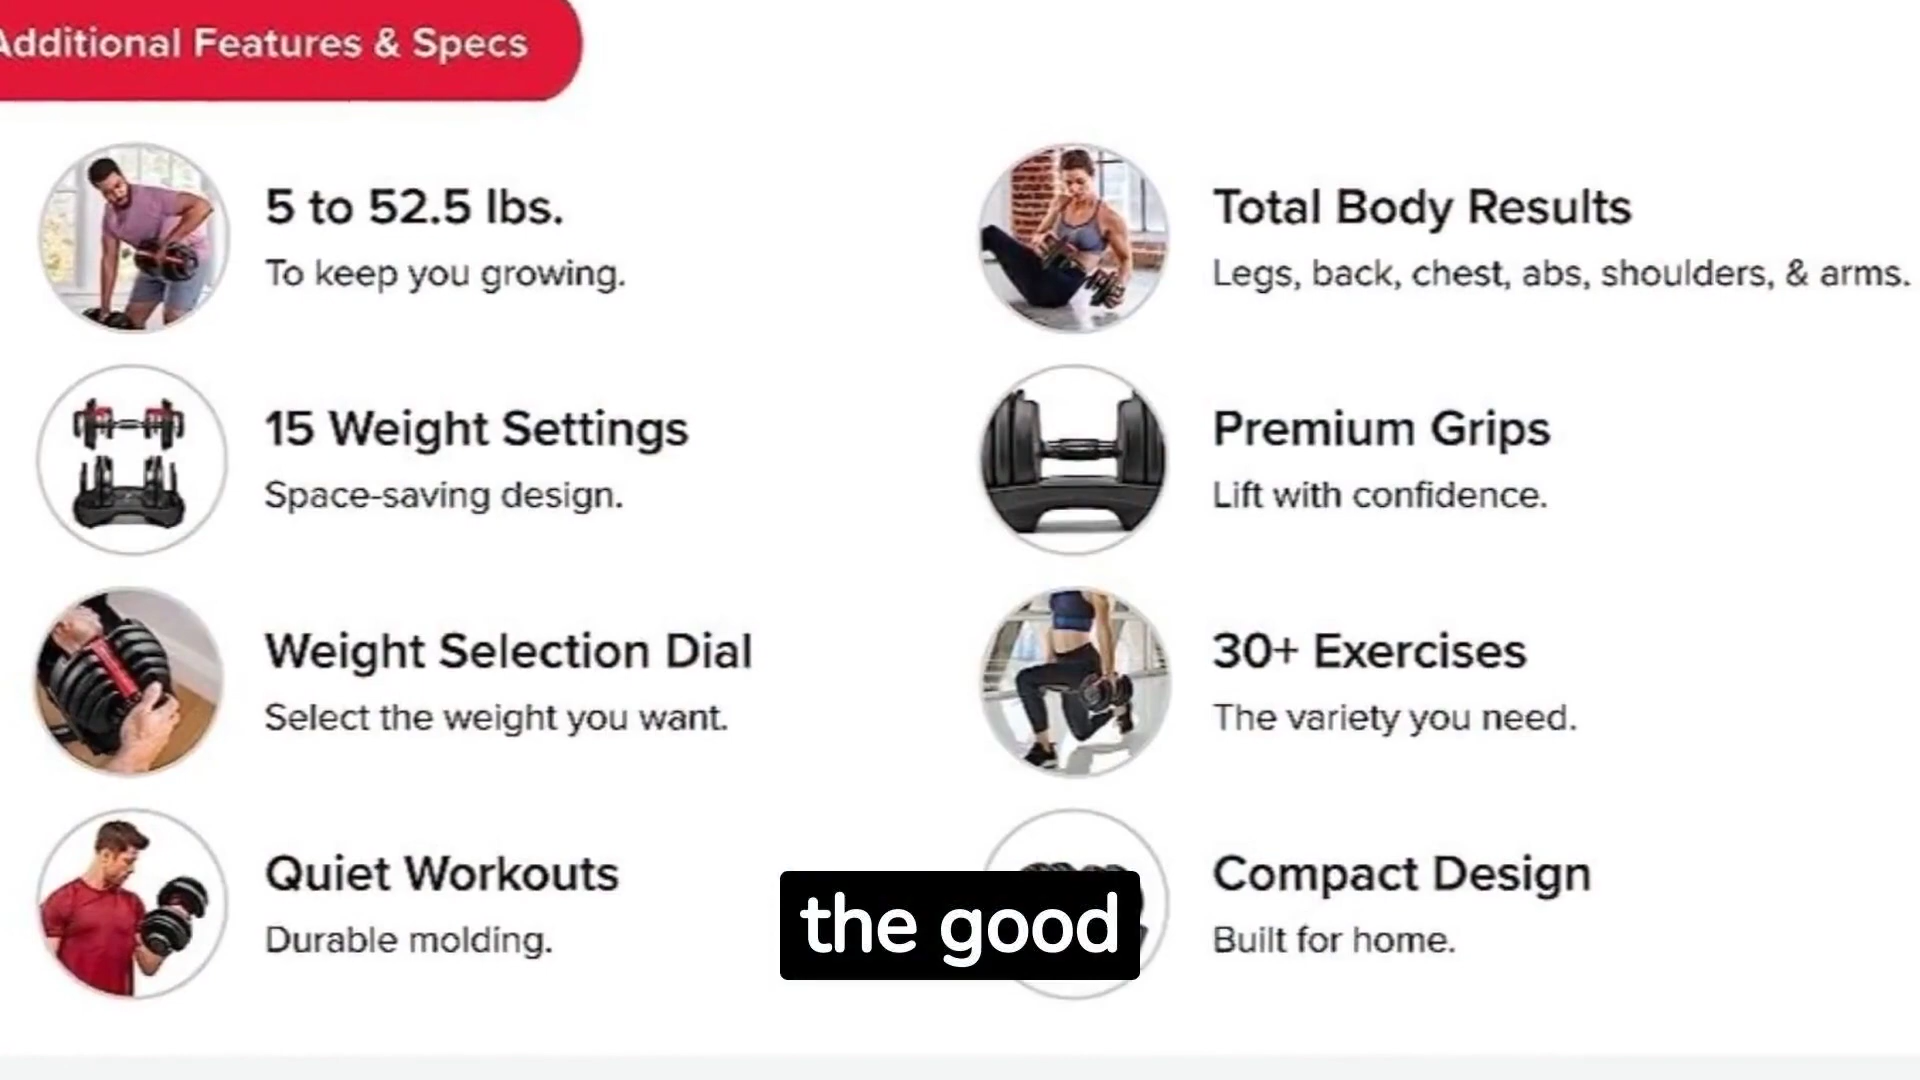 Additional Features & Specs
5 to 52.5 lbs.
To keep you growing.
Total Body Results
Legs, back, chest, abs, shoulders, & arms.
15 Weight Settings
Space-saving design.
Premium Grips
Lift with confidence.
Weight Selection Dial
Select the weight you want.
30+ Exercises
The variety you need.
Quiet Workouts
Durable molding.
Compact Design
Built for home.
the good